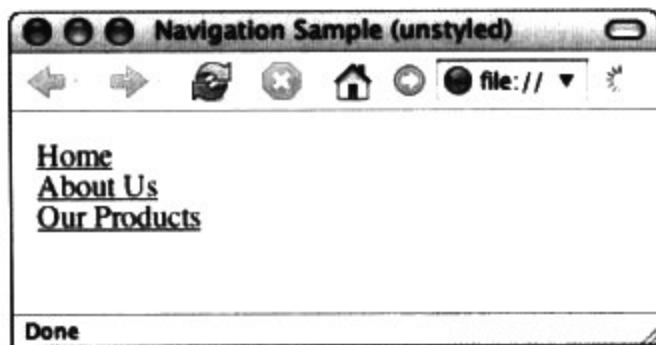 Navigation Sample (unstyled)
file://
Home
About Us
Our Products
Done